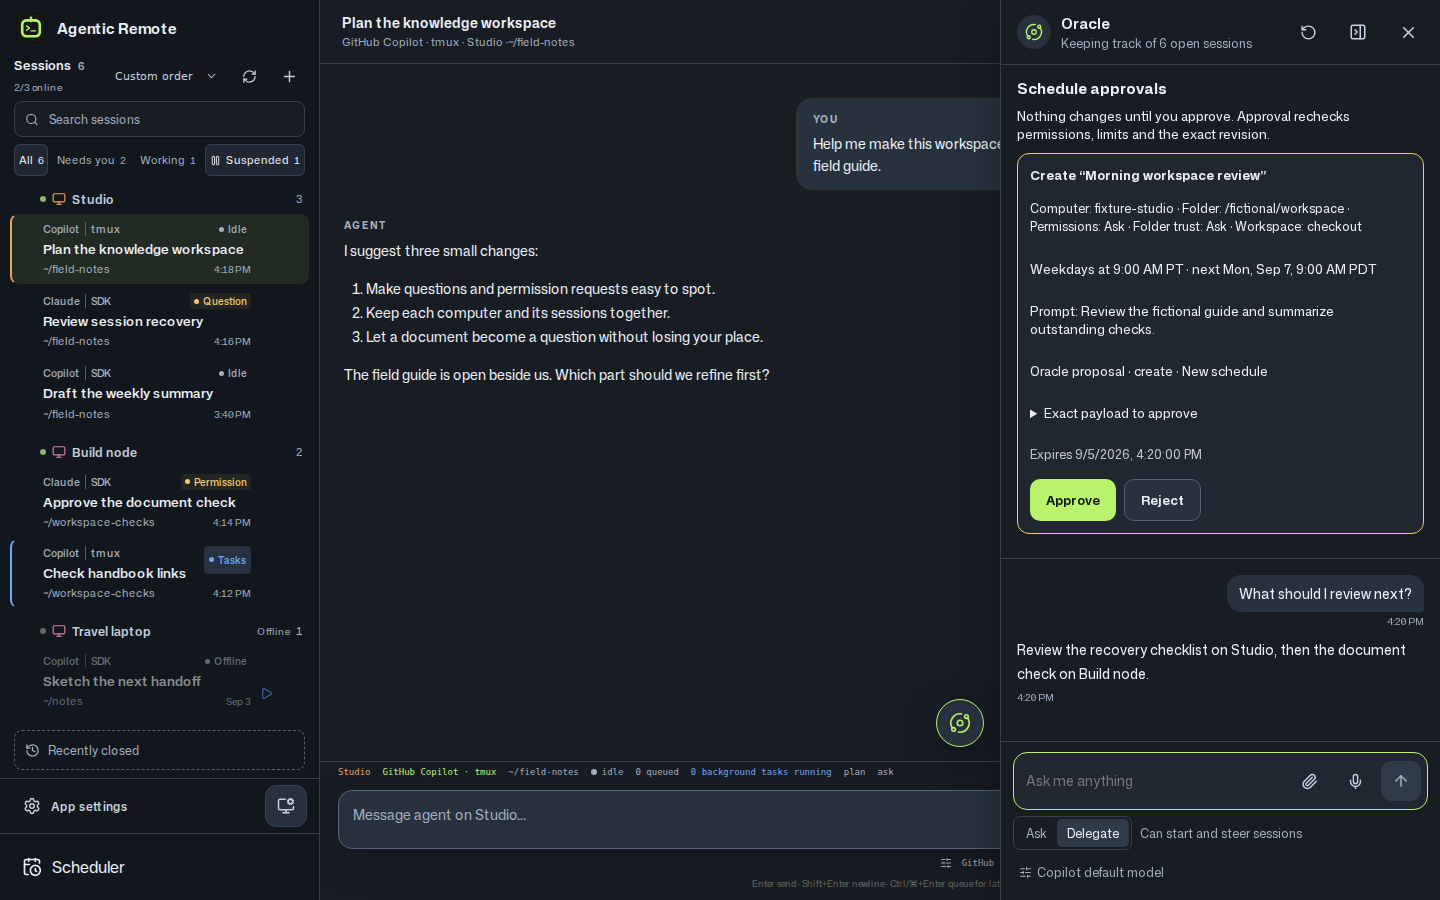 Agentic Remote
Sessions 6
2/3 online
Custom order
Search sessions
All 6
Needs you 2
Working 1
Suspended 1
Studio 3
Copilot | tmux Idle
Plan the knowledge workspace
~/field-notes 4:18 PM
Claude | SDK Question
Review session recovery
~/field-notes 4:16 PM
Copilot | SDK Idle
Draft the weekly summary
~/field-notes 3:40 PM
Build node 2
Claude | SDK Permission
Approve the document check
~/workspace-checks 4:14 PM
Copilot | tmux Tasks
Check handbook links
~/workspace-checks 4:12 PM
Travel laptop Offline 1
Copilot | SDK Offline
Sketch the next handoff
~/notes Sep 3
Recently closed
App settings
Scheduler
Plan the knowledge workspace
GitHub Copilot · tmux · Studio · ~/field-notes
YOU
Help me make this workspace
field guide.
AGENT
I suggest three small changes:
1. Make questions and permission requests easy to spot.
2. Keep each computer and its sessions together.
3. Let a document become a question without losing your place.
The field guide is open beside us. Which part should we refine first?
Studio GitHub Copilot · tmux ~/field-notes idle 0 queued 0 background tasks running plan ask
Message agent on Studio...
GitHub
Enter send · Shift+Enter newline · Ctrl/⌘+Enter queue for lat
Oracle
Keeping track of 6 open sessions
Schedule approvals
Nothing changes until you approve. Approval rechecks
permissions, limits and the exact revision.
Create “Morning workspace review”
Computer: fixture-studio · Folder: /fictional/workspace ·
Permissions: Ask · Folder trust: Ask · Workspace: checkout
Weekdays at 9:00 AM PT · next Mon, Sep 7, 9:00 AM PDT
Prompt: Review the fictional guide and summarize
outstanding checks.
Oracle proposal · create · New schedule
Exact payload to approve
Expires 9/5/2026, 4:20:00 PM
Approve
Reject
What should I review next?
4:20 PM
Review the recovery checklist on Studio, then the document
check on Build node.
4:20 PM
Ask me anything
Ask
Delegate
Can start and steer sessions
Copilot default model